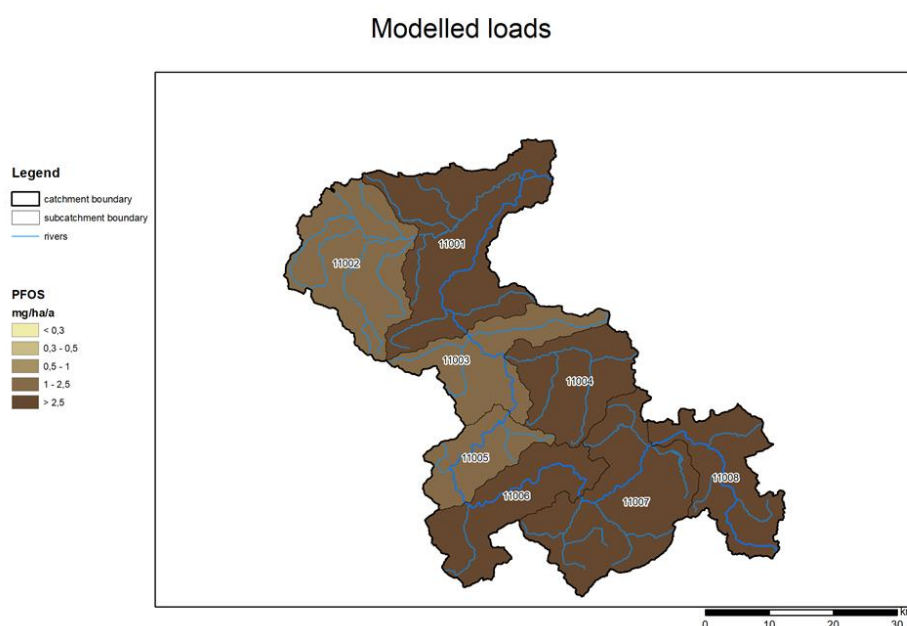 Modelled loads
Legend
catchment boundary
subcatchment boundary
rivers
PFOS
mg/ha/a
< 0,3
0,3 - 0,5
0,5 - 1
1 - 2,5
> 2,5
11001
11002
11003
11004
11005
11006
11007
11008
0 10 20 30